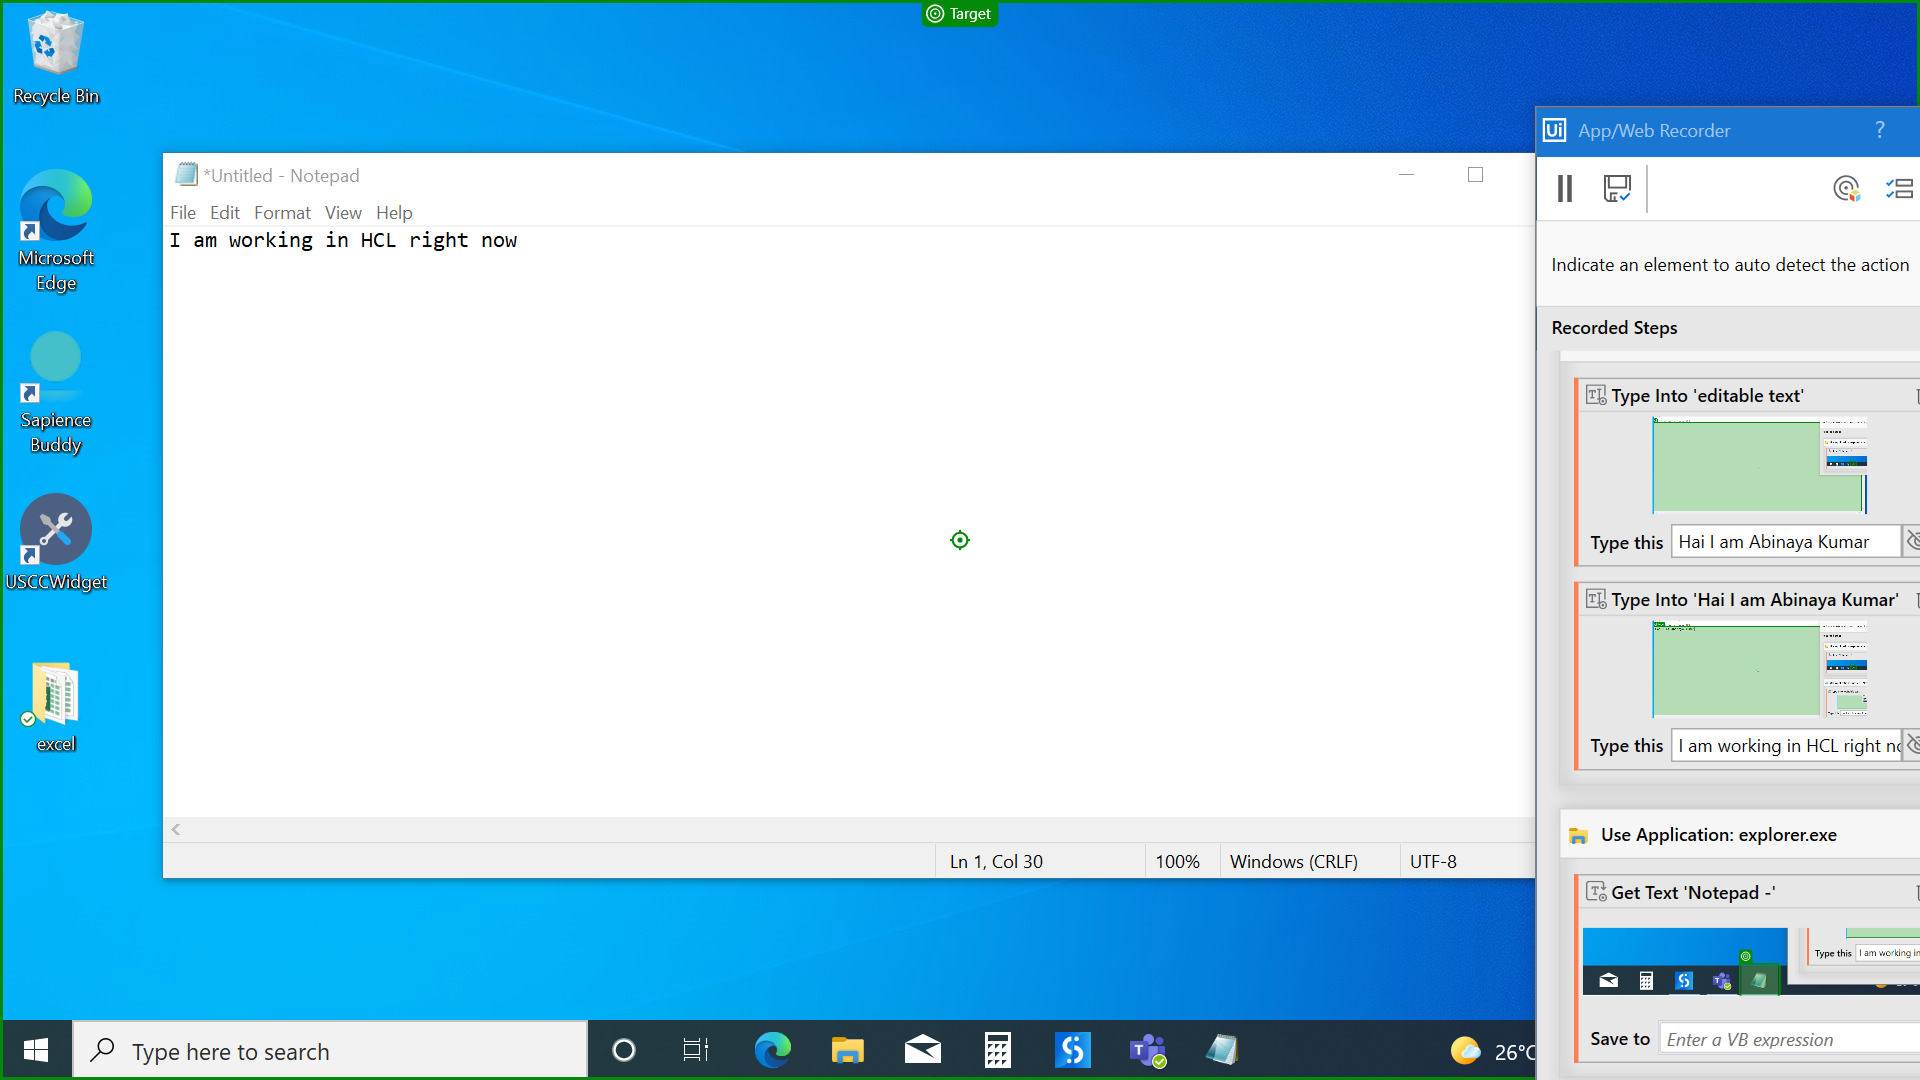 Target
Recycle Bin
Microsoft
Edge
Sapience
Buddy
USCCWidget
excel
*Untitled - Notepad
File Edit Format View Help
I am working in HCL right now
Ln 1, Col 30
100%
Windows (CRLF)
UTF-8
Ui App/Web Recorder ?
Indicate an element to auto detect the action
Recorded Steps
Type Into 'editable text'
Type this Hai I am Abinaya Kumar
Type Into 'Hai I am Abinaya Kumar'
Type this I am working in HCL right
Use Application: explorer.exe
Get Text 'Notepad -'
Type this I am working in
Save to Enter a VB expression
Type here to search
26°C